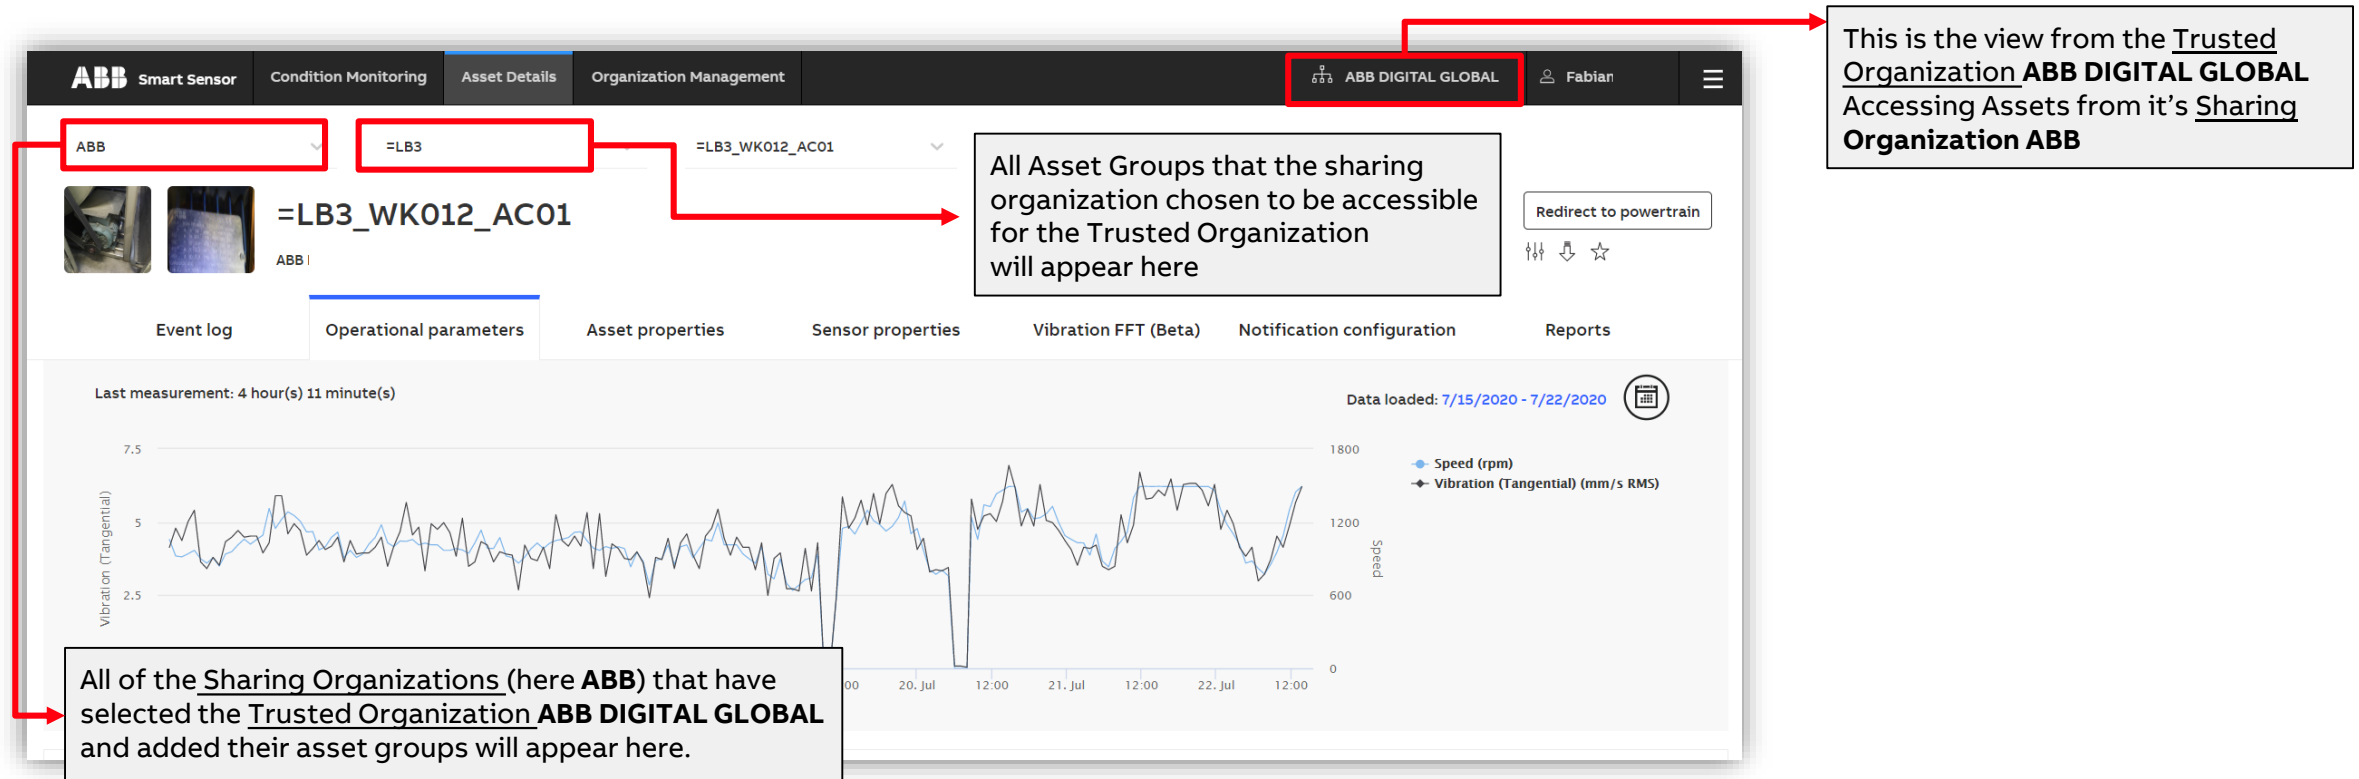 This is the view from the Trusted
Organization ABB DIGITAL GLOBAL
Accessing Assets from it's Sharing
Organization ABB
ABB Smart Sensor Condition Monitoring Asset Details Organization Management ABB DIGITAL GLOBAL Fabian
ABB =LB3 =LB3_WK012_AC01
All Asset Groups that the sharing
organization chosen to be accessible
for the Trusted Organization
will appear here
=LB3_WK012_AC01
ABB
Redirect to powertrain
Event log Operational parameters Asset properties Sensor properties Vibration FFT (Beta) Notification configuration Reports
Last measurement: 4 hour(s) 11 minute(s)
Data loaded: 7/15/2020 - 7/22/2020
7.5
5
2.5
Vibration (Tangential)
1800
1200
600
0
Speed
Speed (rpm)
Vibration (Tangential) (mm/s RMS)
:00 20. Jul 12:00 21. Jul 12:00 22. Jul 12:00
All of the Sharing Organizations (here ABB) that have
selected the Trusted Organization ABB DIGITAL GLOBAL
and added their asset groups will appear here.